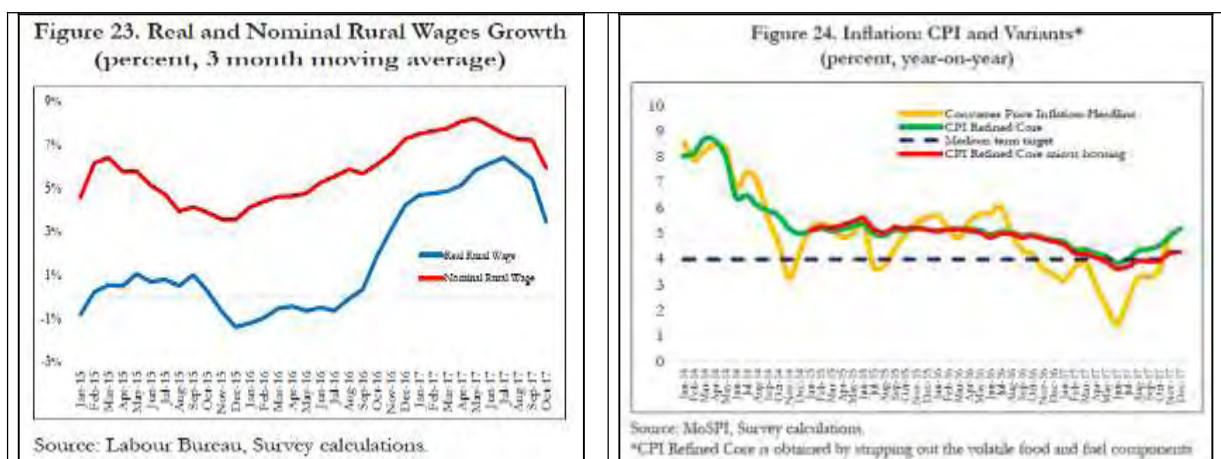 Figure 23. Real and Nominal Rural Wages Growth
(percent, 3 month moving average)
9%
7%
5%
3%
1%
-1%
-3%
Real Rural Wage
Nominal Rural Wage
Jan-15
Feb-15
Mar-15
Apr-15
May-15
Jun-15
Jul-15
Aug-15
Sep-15
Oct-15
Nov-15
Dec-15
Jan-16
Feb-16
Mar-16
Apr-16
May-16
Jun-16
Jul-16
Aug-16
Sep-16
Oct-16
Nov-16
Dec-16
Jan-17
Feb-17
Mar-17
Apr-17
May-17
Jun-17
Jul-17
Aug-17
Sep-17
Oct-17
Source: Labour Bureau, Survey calculations.
Figure 24. Inflation: CPI and Variants*
(percent, year-on-year)
10
9
8
7
6
5
4
3
2
1
0
Consumer Price Inflation-Headline
CPI Refined Core
Medium term target
CPI Refined Core minus housing
Source: MoSPI, Survey calculations.
*CPI Refined Core is obtained by stripping out the volatile food and fuel components